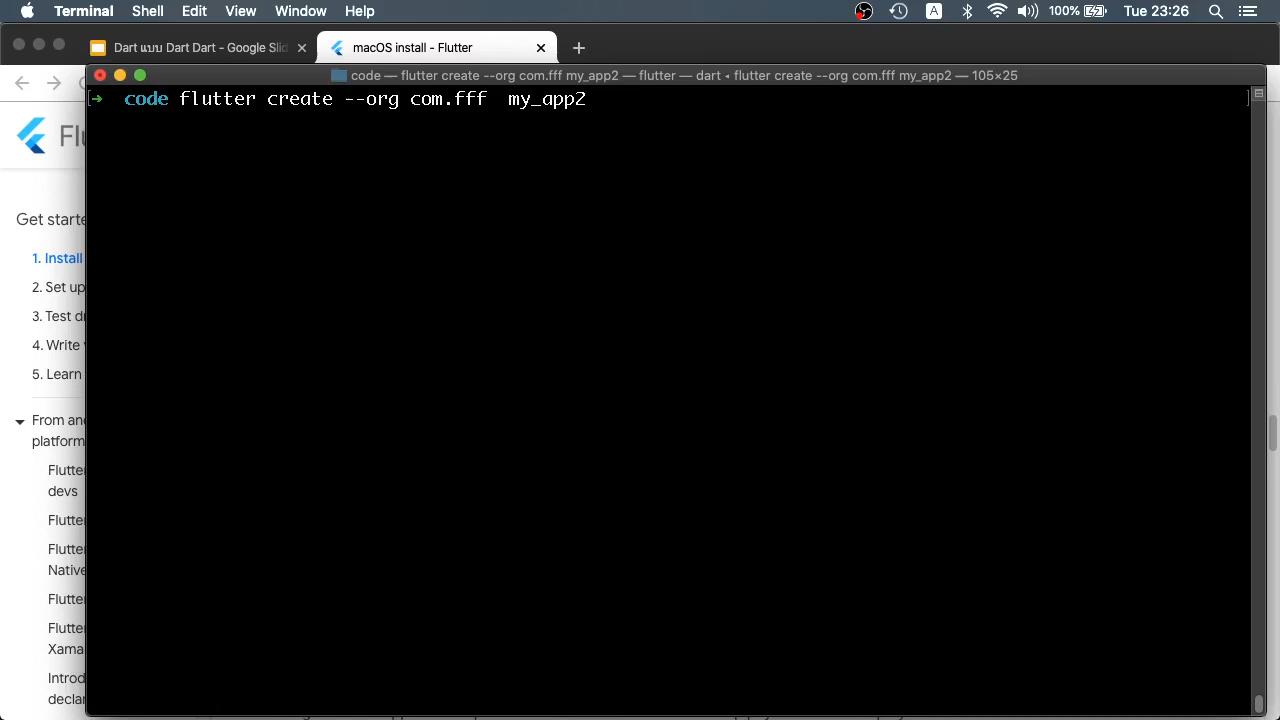 Terminal Shell Edit View Window Help A 100% Tue 23:26
Dart แบบ Dart Dart - Google Slid
macOS install - Flutter
code — flutter create --org com.fff my_app2 — flutter — dart ◂ flutter create --org com.fff my_app2 — 105×25
➜ code flutter create --org com.fff  my_app2
Flu
Get starte
1. Install
2. Set up
3. Test d
4. Write
5. Learn
From and
platform
Flutter
devs
Flutter
Flutter
Native
Flutter
Flutter
Xama
Introd
declar